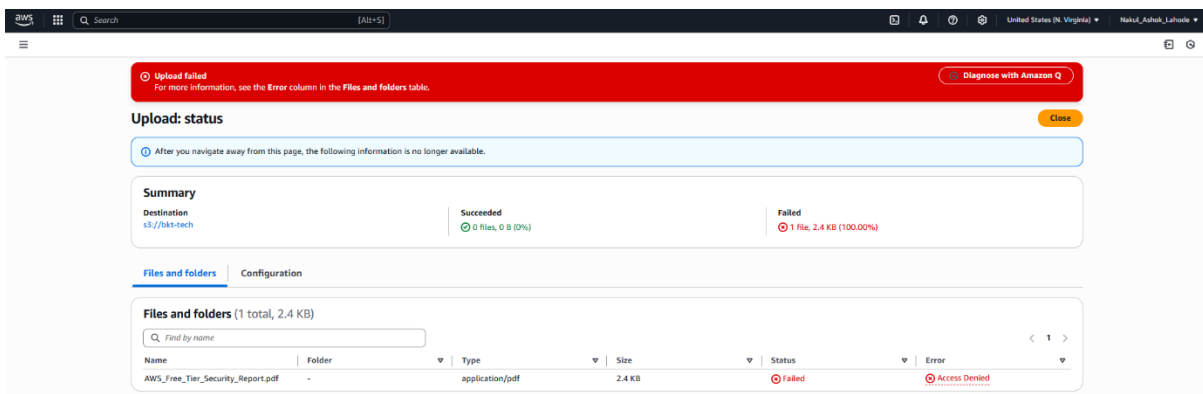 aws Search [Alt+S] United States (N. Virginia) Nakul_Ashok_Lahode
Upload failed Diagnose with Amazon Q
For more information, see the Error column in the Files and folders table.
Upload: status Close
After you navigate away from this page, the following information is no longer available.
Summary
Destination Succeeded Failed
s3://bkt-tech 0 files, 0 B (0%) 1 file, 2.4 KB (100.00%)
Files and folders Configuration
Files and folders (1 total, 2.4 KB)
Find by name 1
Name Folder Type Size Status Error
AWS_Free_Tier_Security_Report.pdf - application/pdf 2.4 KB Failed Access Denied